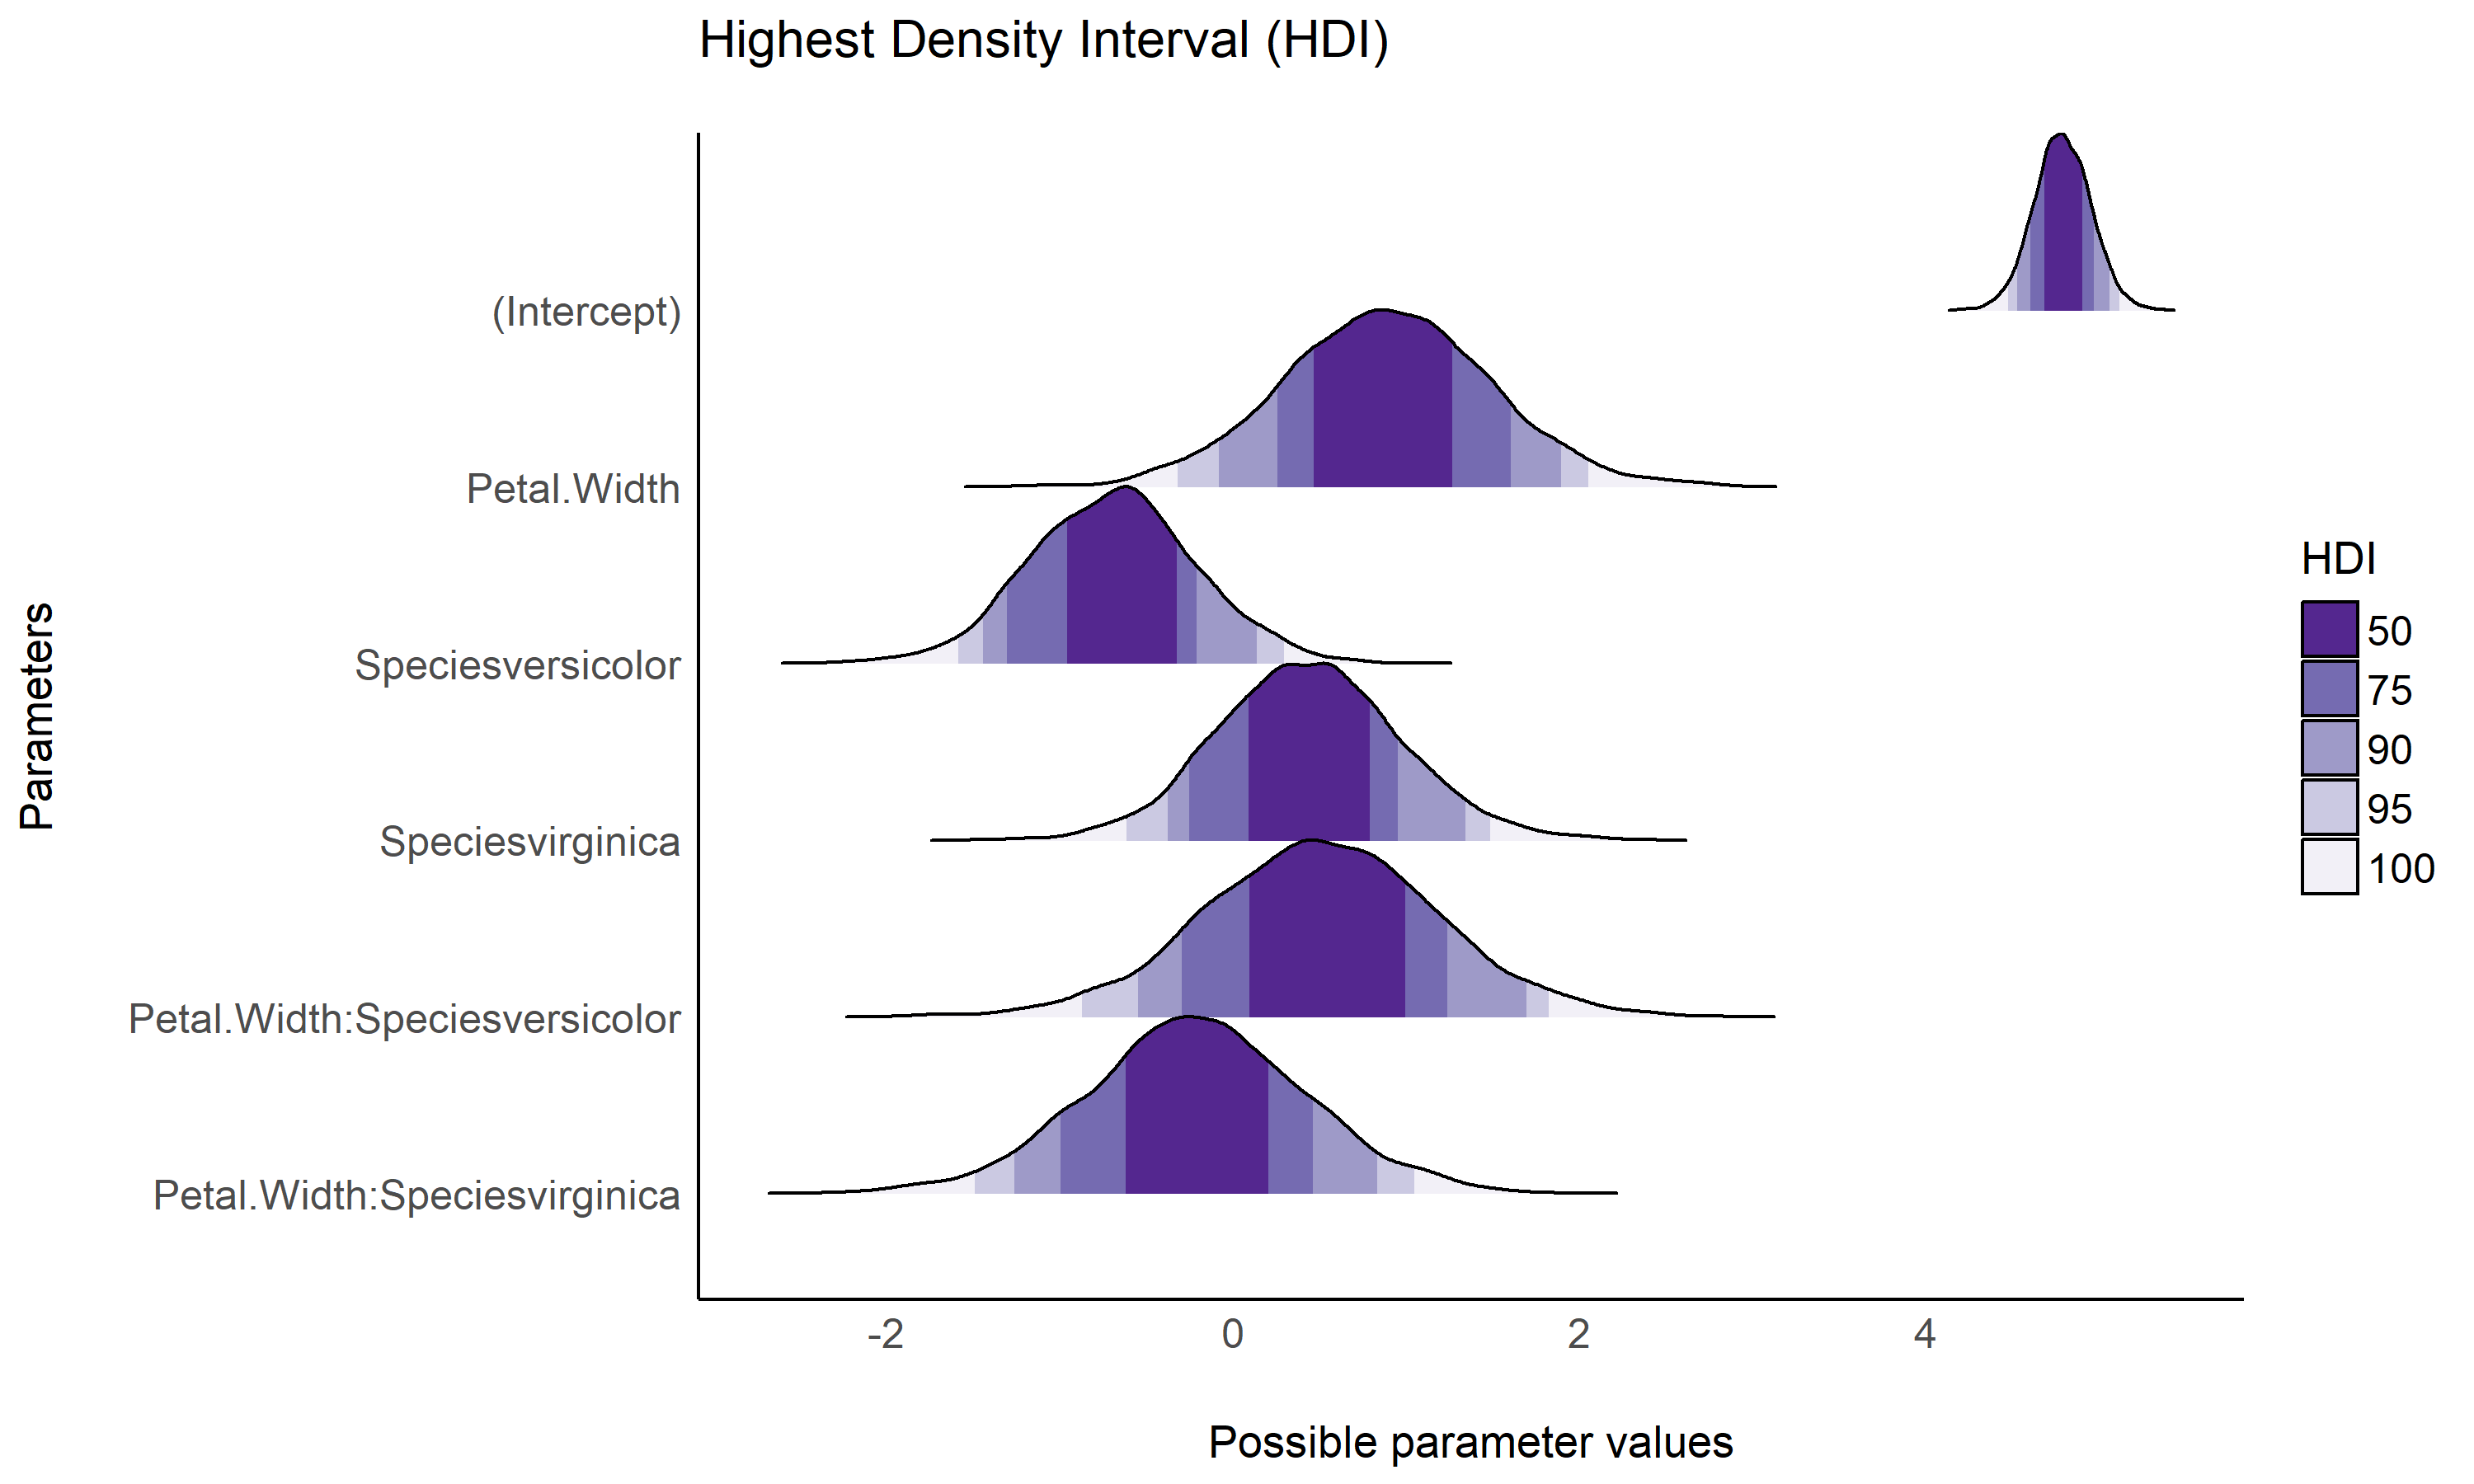 Highest Density Interval (HDI)
(Intercept)
Petal.Width
Speciesversicolor
Speciesvirginica
Petal.Width:Speciesversicolor
Petal.Width:Speciesvirginica
Parameters
-2 0 2 4
Possible parameter values
HDI
50
75
90
95
100